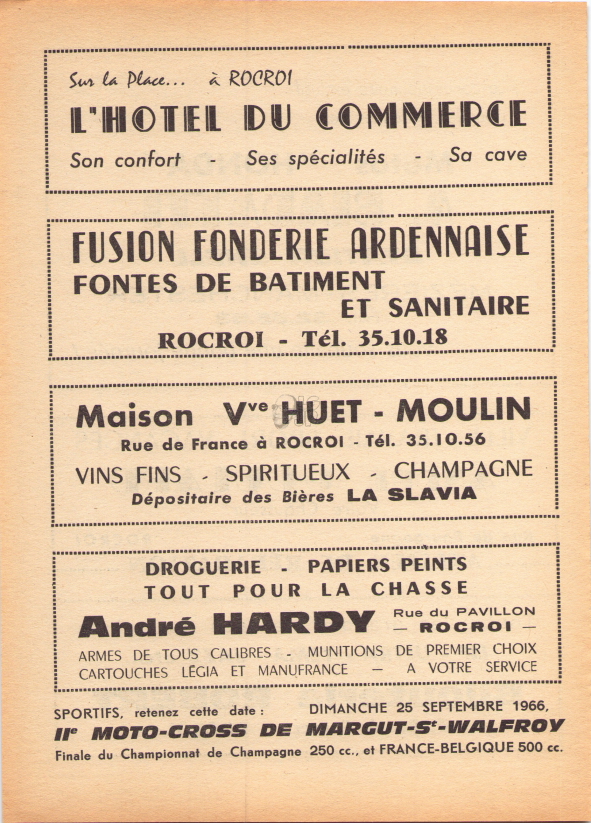 Sur la Place... à ROCROI
L'HOTEL DU COMMERCE
Son confort - Ses spécialités - Sa cave
FUSION FONDERIE ARDENNAISE
FONTES DE BATIMENT
ET SANITAIRE
ROCROI - Tél. 35.10.18
Maison Vve HUET - MOULIN
Rue de France à ROCROI - Tél. 35.10.56
VINS FINS - SPIRITUEUX - CHAMPAGNE
Dépositaire des Bières LA SLAVIA
DROGUERIE - PAPIERS PEINTS
TOUT POUR LA CHASSE
André HARDY Rue du PAVILLON
— ROCROI —
ARMES DE TOUS CALIBRES - MUNITIONS DE PREMIER CHOIX
CARTOUCHES LÉGIA ET MANUFRANCE — A VOTRE SERVICE
SPORTIFS, retenez cette date : DIMANCHE 25 SEPTEMBRE 1966,
IIe MOTO-CROSS DE MARGUT-St-WALFROY
Finale du Championnat de Champagne 250 cc., et FRANCE-BELGIQUE 500 cc.